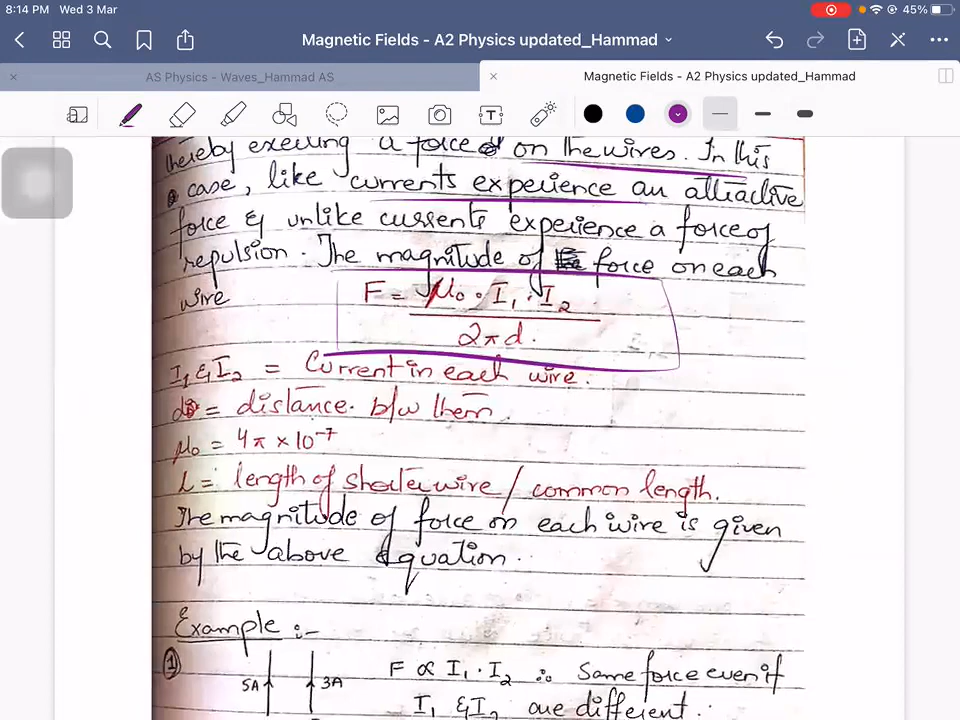 8:14 PM Wed 3 Mar
45%
Magnetic Fields - A2 Physics updated_Hammad
AS Physics - Waves_Hammad AS
Magnetic Fields - A2 Physics updated_Hammad
thereby exerting a force on the wires. In this
case, like currents experience an attractive
force & unlike currents experience a force of
repulsion. The magnitude of force on each
wire
F = μ₀ . I₁ . I₂
2πd.
I₁ & I₂ = Current in each wire.
d = distance b/w them.
μ₀ = 4π × 10⁻⁷
L = length of shorter wire / common length.
The magnitude of force on each wire is given
by the above equation.
Example :-
① F ∝ I₁ . I₂ ∴ Same force even if
5A 3A
I₁ & I₂ are different.